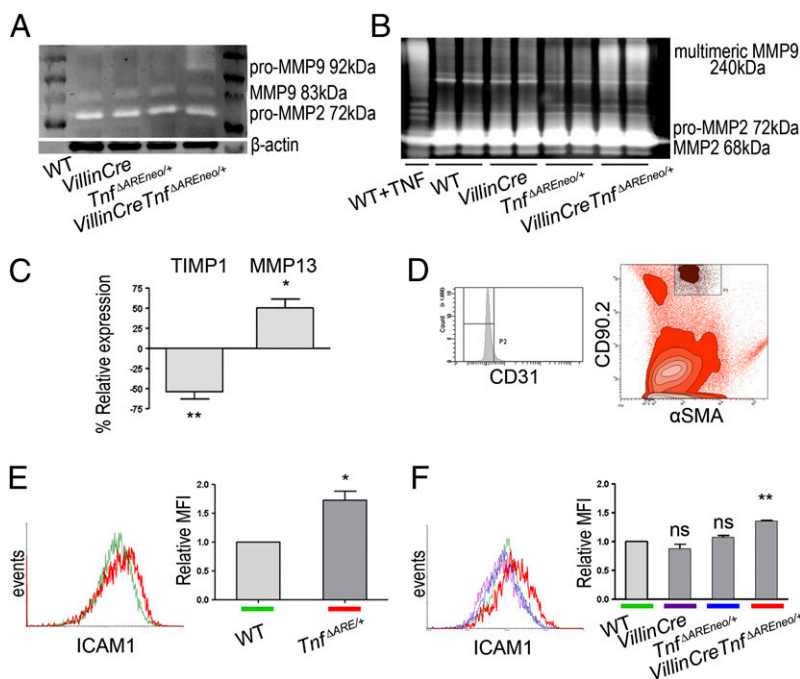 A
pro-MMP9 92kDa
MMP9 83kDa
pro-MMP2 72kDa
β-actin
WT
VillinCre
Tnf^ΔAREneo/+
VillinCreTnf^ΔAREneo/+
B
multimeric MMP9
240kDa
pro-MMP2 72kDa
MMP2 68kDa
WT+TNF
WT
VillinCre
Tnf^ΔAREneo/+
VillinCreTnf^ΔAREneo/+
C
TIMP1 MMP13
% Relative expression
75
50
25
0
-25
-50
-75
*
**
D
Count
P2
CD31
CD90.2
αSMA
E
events
ICAM1
Relative MFI
2.0
1.5
1.0
0.5
0.0
*
WT
Tnf^ΔARE/+
F
events
ICAM1
Relative MFI
2.0
1.5
1.0
0.5
0.0
ns
ns
**
WT
VillinCre
Tnf^ΔAREneo/+
VillinCreTnf^ΔAREneo/+